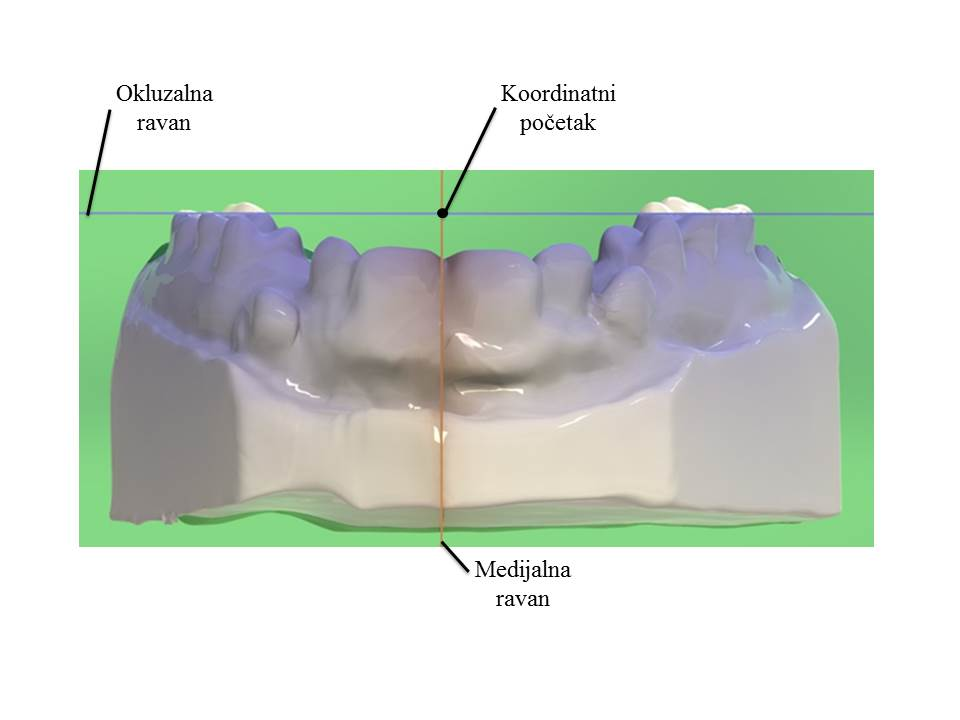 Okluzalna
ravan
Koordinatni
početak
Medijalna
ravan